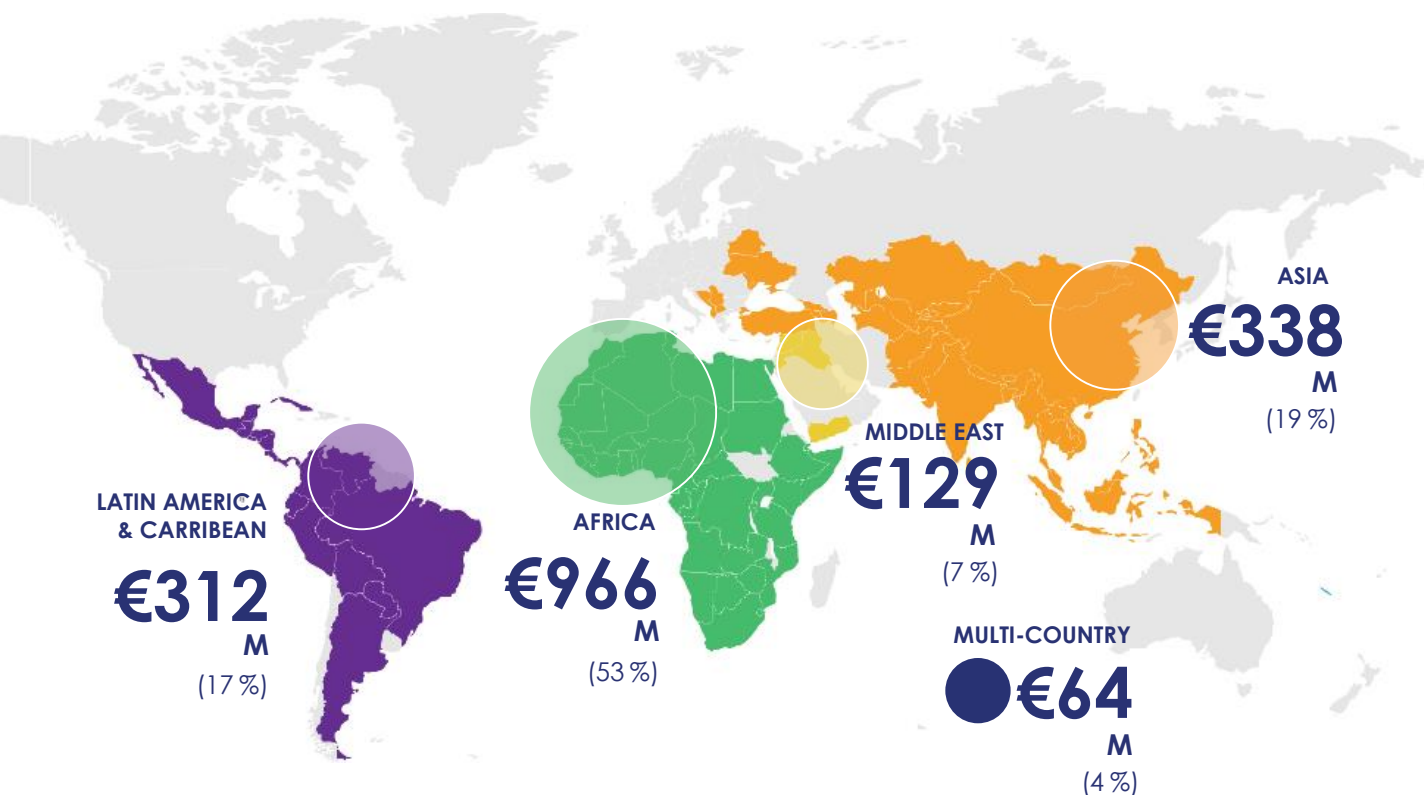 ASIA
€338
M
(19 %)
MIDDLE EAST
€129
M
(7 %)
LATIN AMERICA
& CARRIBEAN
€312
M
(17 %)
AFRICA
€966
M
(53 %)
MULTI-COUNTRY
€64
M
(4 %)